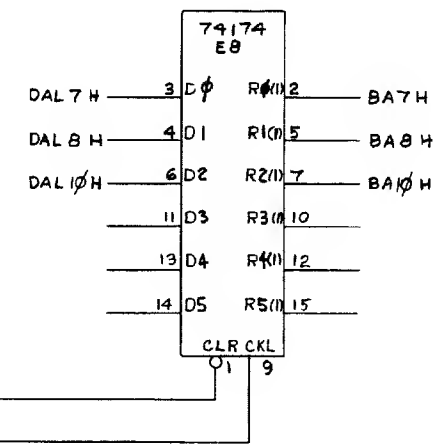 74174
E8
DAL 7 H 3 DØ RØ(1) 2 BA7H
DAL 8 H 4 D1 R1(1) 5 BA8H
DAL 1Ø H 6 D2 R2(1) 7 BA1ØH
11 D3 R3(1) 10
13 D4 R4(1) 12
14 D5 R5(1) 15
CLR CKL
1 9